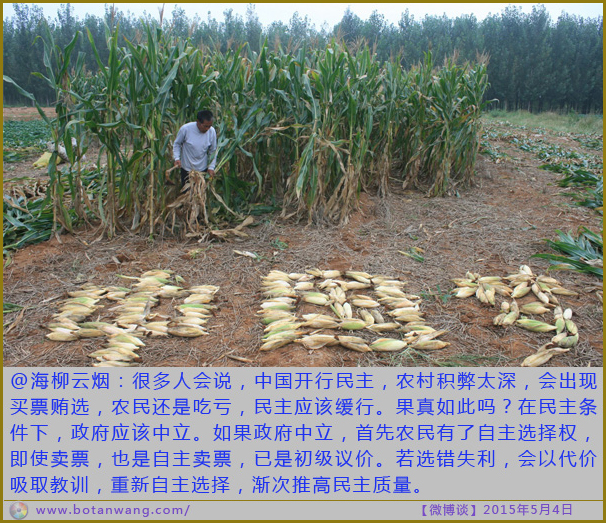 @海柳云烟：很多人会说，中国开行民主，农村积弊太深，会出现
买票贿选，农民还是吃亏，民主应该缓行。果真如此吗？在民主条
件下，政府应该中立。如果政府中立，首先农民有了自主选择权，
即使卖票，也是自主卖票，已是初级议价。若选错失利，会以代价
吸取教训，重新自主选择，渐次推高民主质量。
www.botanwang.com/ 【微博谈】2015年5月4日